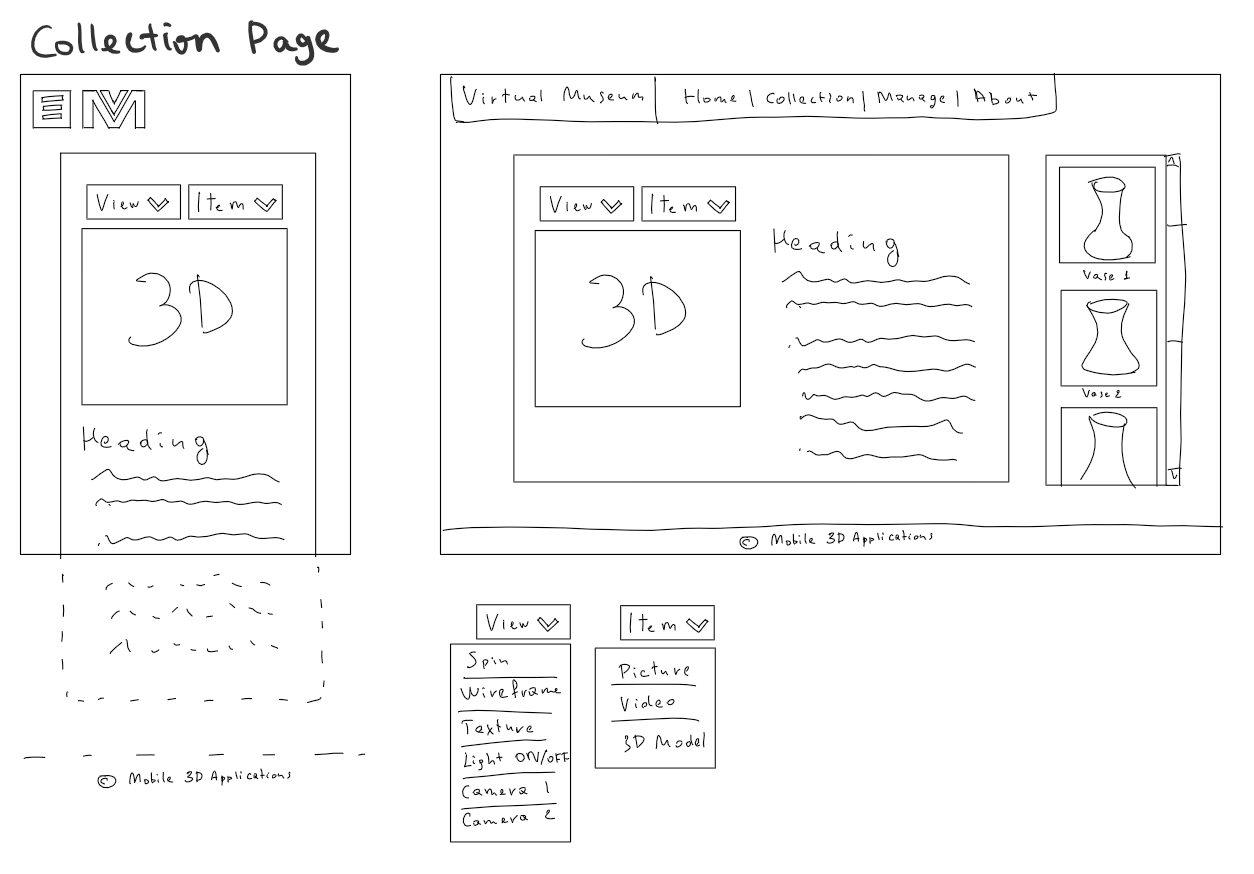 Collection Page
M
View Item
3D
Heading
© Mobile 3D Applications
Virtual Museum Home | Collection | Manage | About
View Item
3D
Heading
Vase 1
Vase 2
© Mobile 3D Applications
View
Spin
Wireframe
Texture
Light ON/OFF
Camera 1
Camera 2
Item
Picture
Video
3D Model